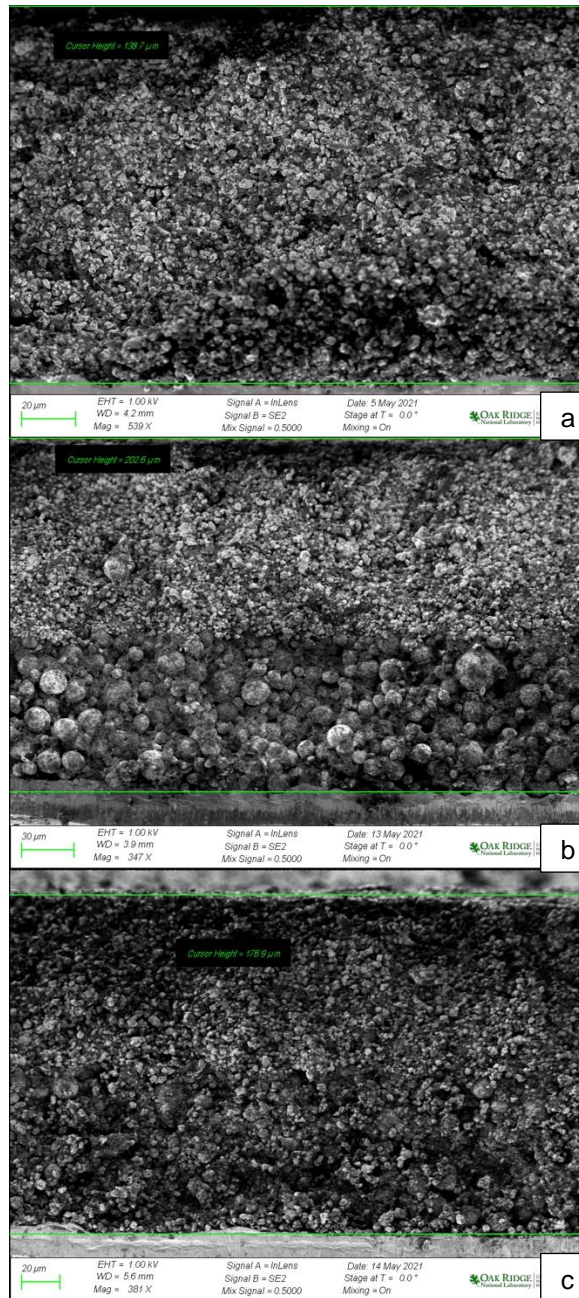 Cursor Height = 138.7 µm
20 µm
EHT = 1.00 kV
WD = 4.2 mm
Mag = 539 X
Signal A = InLens
Signal B = SE2
Mix Signal = 0.5000
Date: 5 May 2021
Stage at T = 0.0 °
Mixing = On
OAK RIDGE
National Laboratory
a
Cursor Height = 202.6 µm
30 µm
EHT = 1.00 kV
WD = 3.9 mm
Mag = 347 X
Signal A = InLens
Signal B = SE2
Mix Signal = 0.5000
Date: 13 May 2021
Stage at T = 0.0 °
Mixing = On
OAK RIDGE
National Laboratory
b
Cursor Height = 176.9 µm
20 µm
EHT = 1.00 kV
WD = 5.6 mm
Mag = 381 X
Signal A = InLens
Signal B = SE2
Mix Signal = 0.5000
Date: 14 May 2021
Stage at T = 0.0 °
Mixing = On
OAK RIDGE
National Laboratory
c